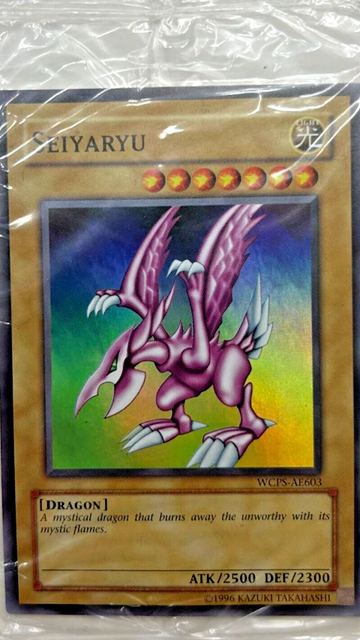 SEIYARYU
LIGHT
光
WCPS-AE603
[DRAGON]
A mystical dragon that burns away the unworthy with its
mystic flames.
ATK/2500 DEF/2300
©1996 KAZUKI TAKAHASHI